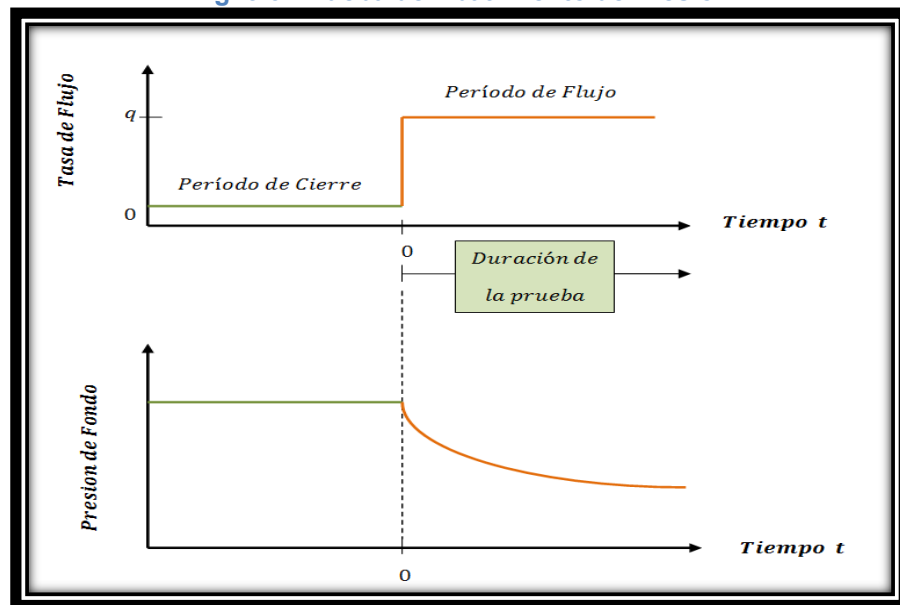 Tasa de Flujo
q
Período de Flujo
Período de Cierre
0
Tiempo t
0
Duración de
la prueba
Presion de Fondo
Tiempo t
0